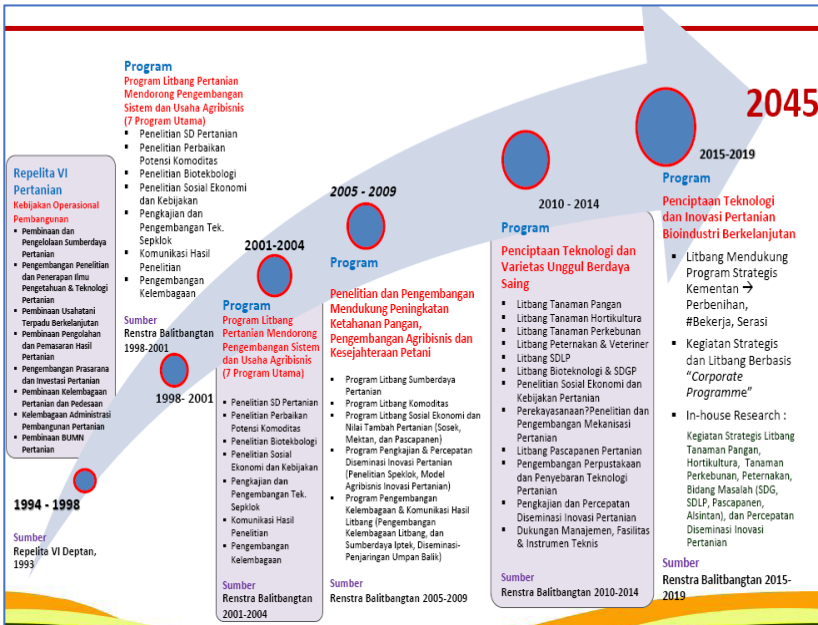 2045
Repelita VI
Pertanian
Kebijakan Operasional
Pembangunan
▪ Pembinaan dan
Pengelolaan Sumberdaya
Pertanian
▪ Pengembangan Penelitian
dan Penerapan Ilmu
Pengetahuan & Teknologi
Pertanian
▪ Pembinaan Usahatani
Terpadu Berkelanjutan
▪ Pembinaan Pengolahan
dan Pemasaran Hasil
Pertanian
▪ Pengembangan Prasarana
dan Investasi Pertanian
▪ Pembinaan Kelembagaan
Pertanian dan Pedesaan
▪ Kelembagaan Administrasi
Pembangunan Pertanian
▪ Pembinaan BUMN
Pertanian
1994 - 1998
Sumber
Repelita VI Deptan,
1993
Program
Program Litbang Pertanian
Mendorong Pengembangan
Sistem dan Usaha Agribisnis
(7 Program Utama)
▪ Penelitian SD Pertanian
▪ Penelitian Perbaikan
Potensi Komoditas
▪ Penelitian Biotekbologi
▪ Penelitian Sosial Ekonomi
dan Kebijakan
▪ Pengkajian dan
Pengembangan Tek.
Sepklok
▪ Komunikasi Hasil
Penelitian
▪ Pengembangan
Kelembagaan
Sumber
Renstra Balitbangtan
1998-2001
1998- 2001
2001-2004
Program
Program Litbang
Pertanian Mendorong
Pengembangan Sistem
dan Usaha Agribisnis
(7 Program Utama)
▪ Penelitian SD Pertanian
▪ Penelitian Perbaikan
Potensi Komoditas
▪ Penelitian Biotekbologi
▪ Penelitian Sosial
Ekonomi dan Kebijakan
▪ Pengkajian dan
Pengembangan Tek.
Sepklok
▪ Komunikasi Hasil
Penelitian
▪ Pengembangan
Kelembagaan
Sumber
Renstra Balitbangtan
2001-2004
2005 - 2009
Program
Penelitian dan Pengembangan
Mendukung Peningkatan
Ketahanan Pangan,
Pengembangan Agribisnis dan
Kesejahteraan Petani
▪ Program Litbang Sumberdaya
Pertanian
▪ Program Litbang Komoditas
▪ Program Litbang Sosial Ekonomi dan
Nilai Tambah Pertanian (Sosek,
Mektan, dan Pascapanen)
▪ Program Pengkajian & Percepatan
Diseminasi Inovasi Pertanian
(Penelitian Speklok, Model
Agribisnis Inovasi Pertanian)
▪ Program Pengembangan
Kelembagaan & Komunikasi Hasil
Litbang (Pengembangan
Kelembagaan Litbang, dan
Sumberdaya Iptek, Diseminasi-
Penjaringan Umpan Balik)
Sumber
Renstra Balitbangtan 2005-2009
2010 - 2014
Program
Penciptaan Teknologi dan
Varietas Unggul Berdaya
Saing
▪ Litbang Tanaman Pangan
▪ Litbang Tanaman Hortikultura
▪ Litbang Tanaman Perkebunan
▪ Litbang Peternakan & Veteriner
▪ Litbang SDLP
▪ Litbang Bioteknologi & SDGP
▪ Penelitian Sosial Ekonomi dan
Kebijakan Pertanian
▪ Perekayasanaan?Penelitian dan
Pengembangan Mekanisasi
Pertanian
▪ Litbang Pascapanen Pertanian
▪ Pengembangan Perpustakaan
dan Penyebaran Teknologi
Pertanian
▪ Pengkajian dan Percepatan
Diseminasi Inovasi Pertanian
▪ Dukungan Manajemen, Fasilitas
& Instrumen Teknis
Sumber
Renstra Balitbangtan 2010-2014
2015-2019
Program
Penciptaan Teknologi
dan Inovasi Pertanian
Bioindustri Berkelanjutan
▪ Litbang Mendukung
Program Strategis
Kementan →
Perbenihan,
#Bekerja, Serasi
▪ Kegiatan Strategis
dan Litbang Berbasis
“Corporate
Programme”
▪ In-house Research :
Kegiatan Strategis Litbang
Tanaman Pangan,
Hortikultura, Tanaman
Perkebunan, Peternakan,
Bidang Masalah (SDG,
SDLP, Pascapanen,
Alsintan), dan Percepatan
Diseminasi Inovasi
Pertanian
Sumber
Renstra Balitbangtan 2015-
2019